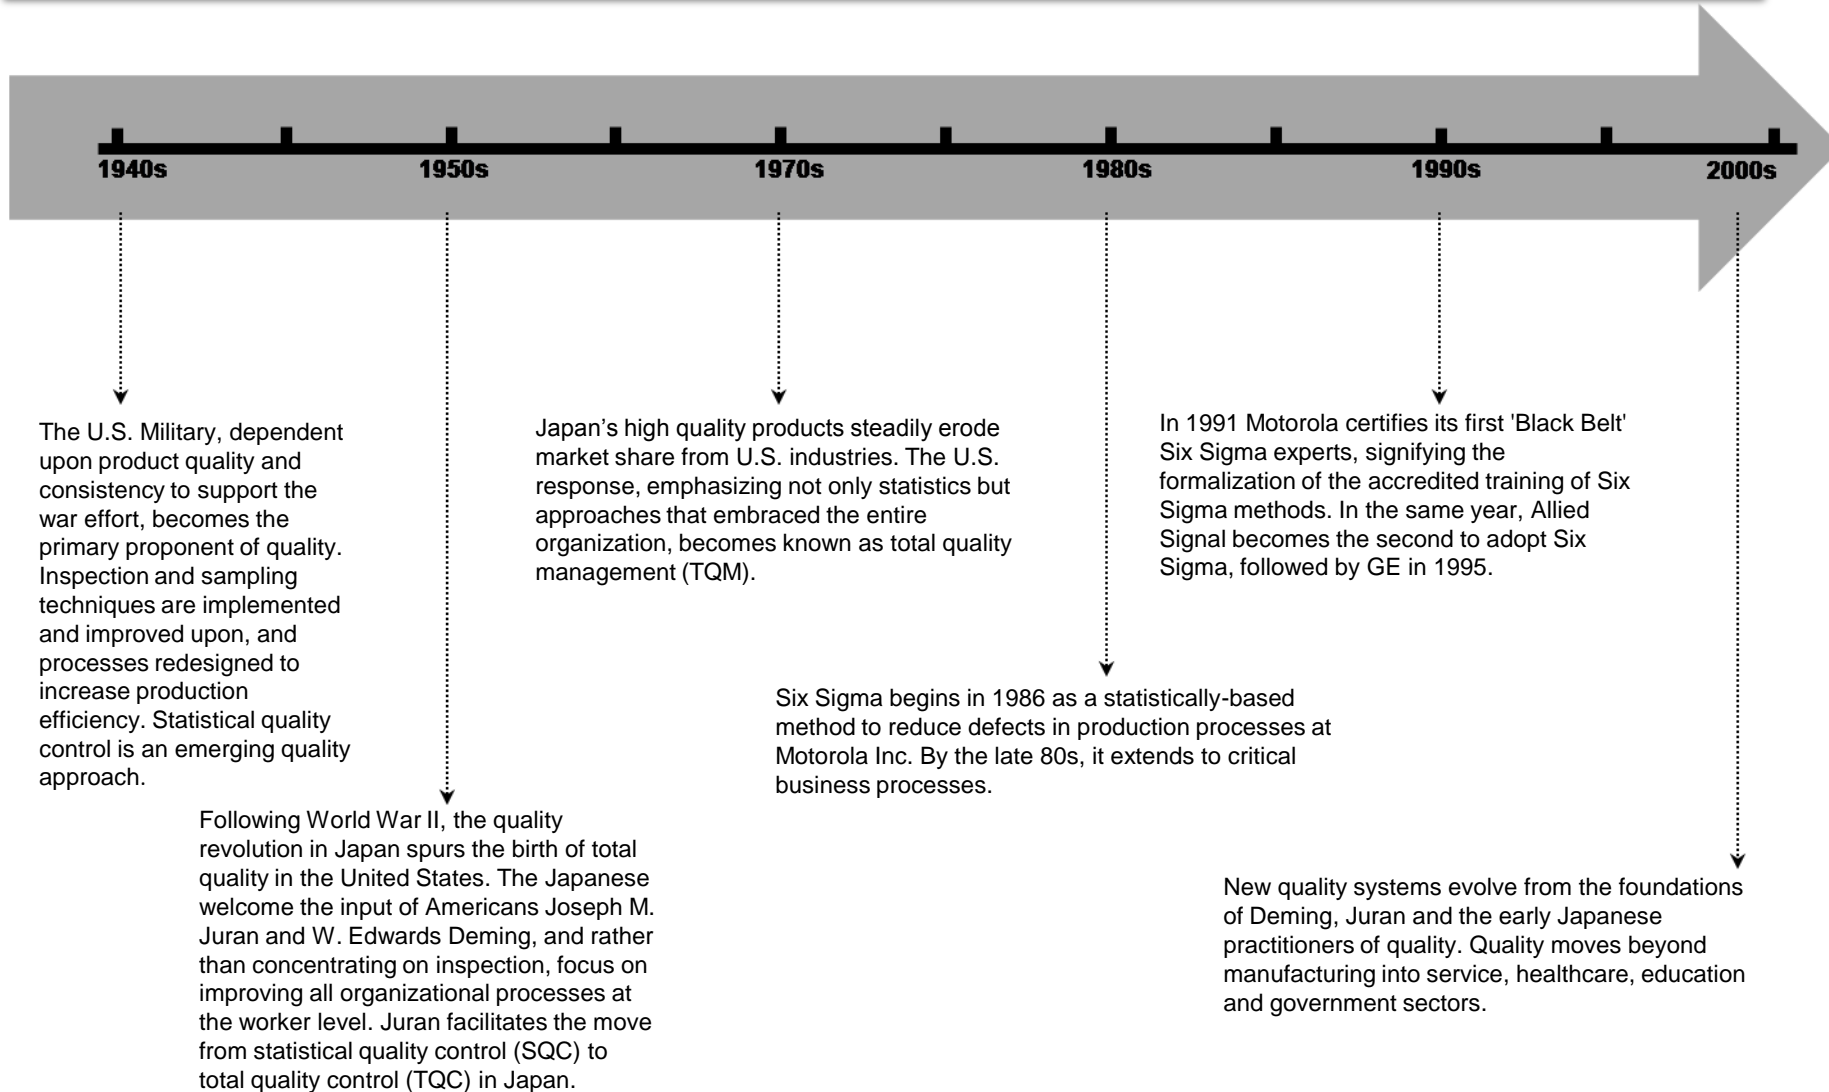 1940s
1950s
1970s
1980s
1990s
2000s
The U.S. Military, dependent
upon product quality and
consistency to support the
war effort, becomes the
primary proponent of quality.
Inspection and sampling
techniques are implemented
and improved upon, and
processes redesigned to
increase production
efficiency. Statistical quality
control is an emerging quality
approach.
Following World War II, the quality
revolution in Japan spurs the birth of total
quality in the United States. The Japanese
welcome the input of Americans Joseph M.
Juran and W. Edwards Deming, and rather
than concentrating on inspection, focus on
improving all organizational processes at
the worker level. Juran facilitates the move
from statistical quality control (SQC) to
total quality control (TQC) in Japan.
Japan’s high quality products steadily erode
market share from U.S. industries. The U.S.
response, emphasizing not only statistics but
approaches that embraced the entire
organization, becomes known as total quality
management (TQM).
Six Sigma begins in 1986 as a statistically-based
method to reduce defects in production processes at
Motorola Inc. By the late 80s, it extends to critical
business processes.
In 1991 Motorola certifies its first 'Black Belt'
Six Sigma experts, signifying the
formalization of the accredited training of Six
Sigma methods. In the same year, Allied
Signal becomes the second to adopt Six
Sigma, followed by GE in 1995.
New quality systems evolve from the foundations
of Deming, Juran and the early Japanese
practitioners of quality. Quality moves beyond
manufacturing into service, healthcare, education
and government sectors.